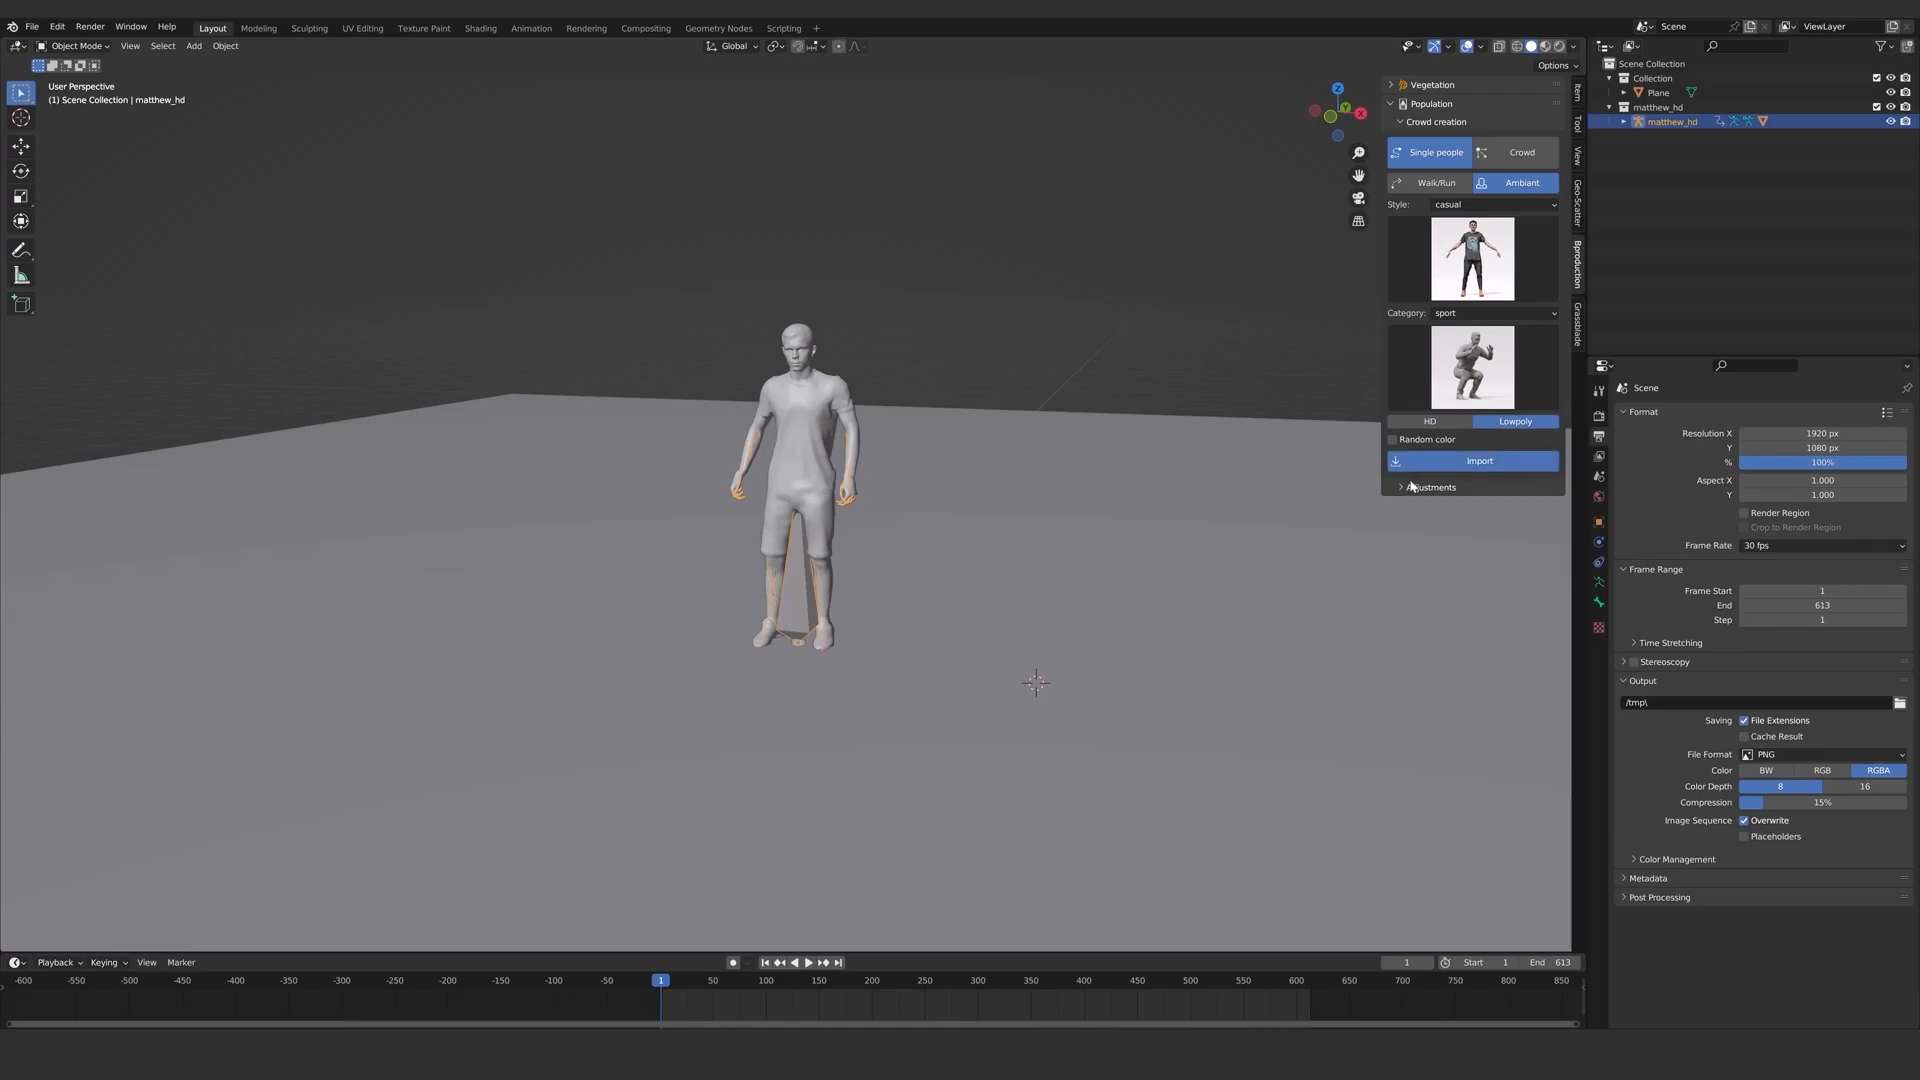 File Edit Render Window Help Layout Modeling Sculpting UV Editing Texture Paint Shading Animation Rendering Compositing Geometry Nodes Scripting + Scene ViewLayer
Object Mode View Select Add Object Global
Options
User Perspective
(1) Scene Collection | matthew_hd
Z
Y
X
Vegetation
Population
Crowd creation
Single people Crowd
Walk/Run Ambiant
Style: casual
Category: sport
HD Lowpoly
Random color
Import
Item
Tool
View
Geo-Scatter
Bproduction
Grassblade
Scene Collection
Collection
Plane
matthew_hd
matthew_hd
Scene
Format
Resolution X 1920 px
Y 1080 px
% 100%
Aspect X 1.000
Y 1.000
Render Region
Crop to Render Region
Frame Rate 30 fps
Frame Range
Frame Start 1
End 613
Step 1
Time Stretching
Stereoscopy
Output
/tmp\
Saving File Extensions
Cache Result
File Format PNG
Color BW RGB RGBA
Color Depth 8 16
Compression 15%
Image Sequence Overwrite
Placeholders
Color Management
Metadata
Post Processing
Playback Keying View Marker 1 Start 1 End 613
-600 -550 -500 -450 -400 -350 -300 -250 -200 -150 -100 -50 1 50 100 150 200 250 300 350 400 450 500 550 600 650 700 750 800 850